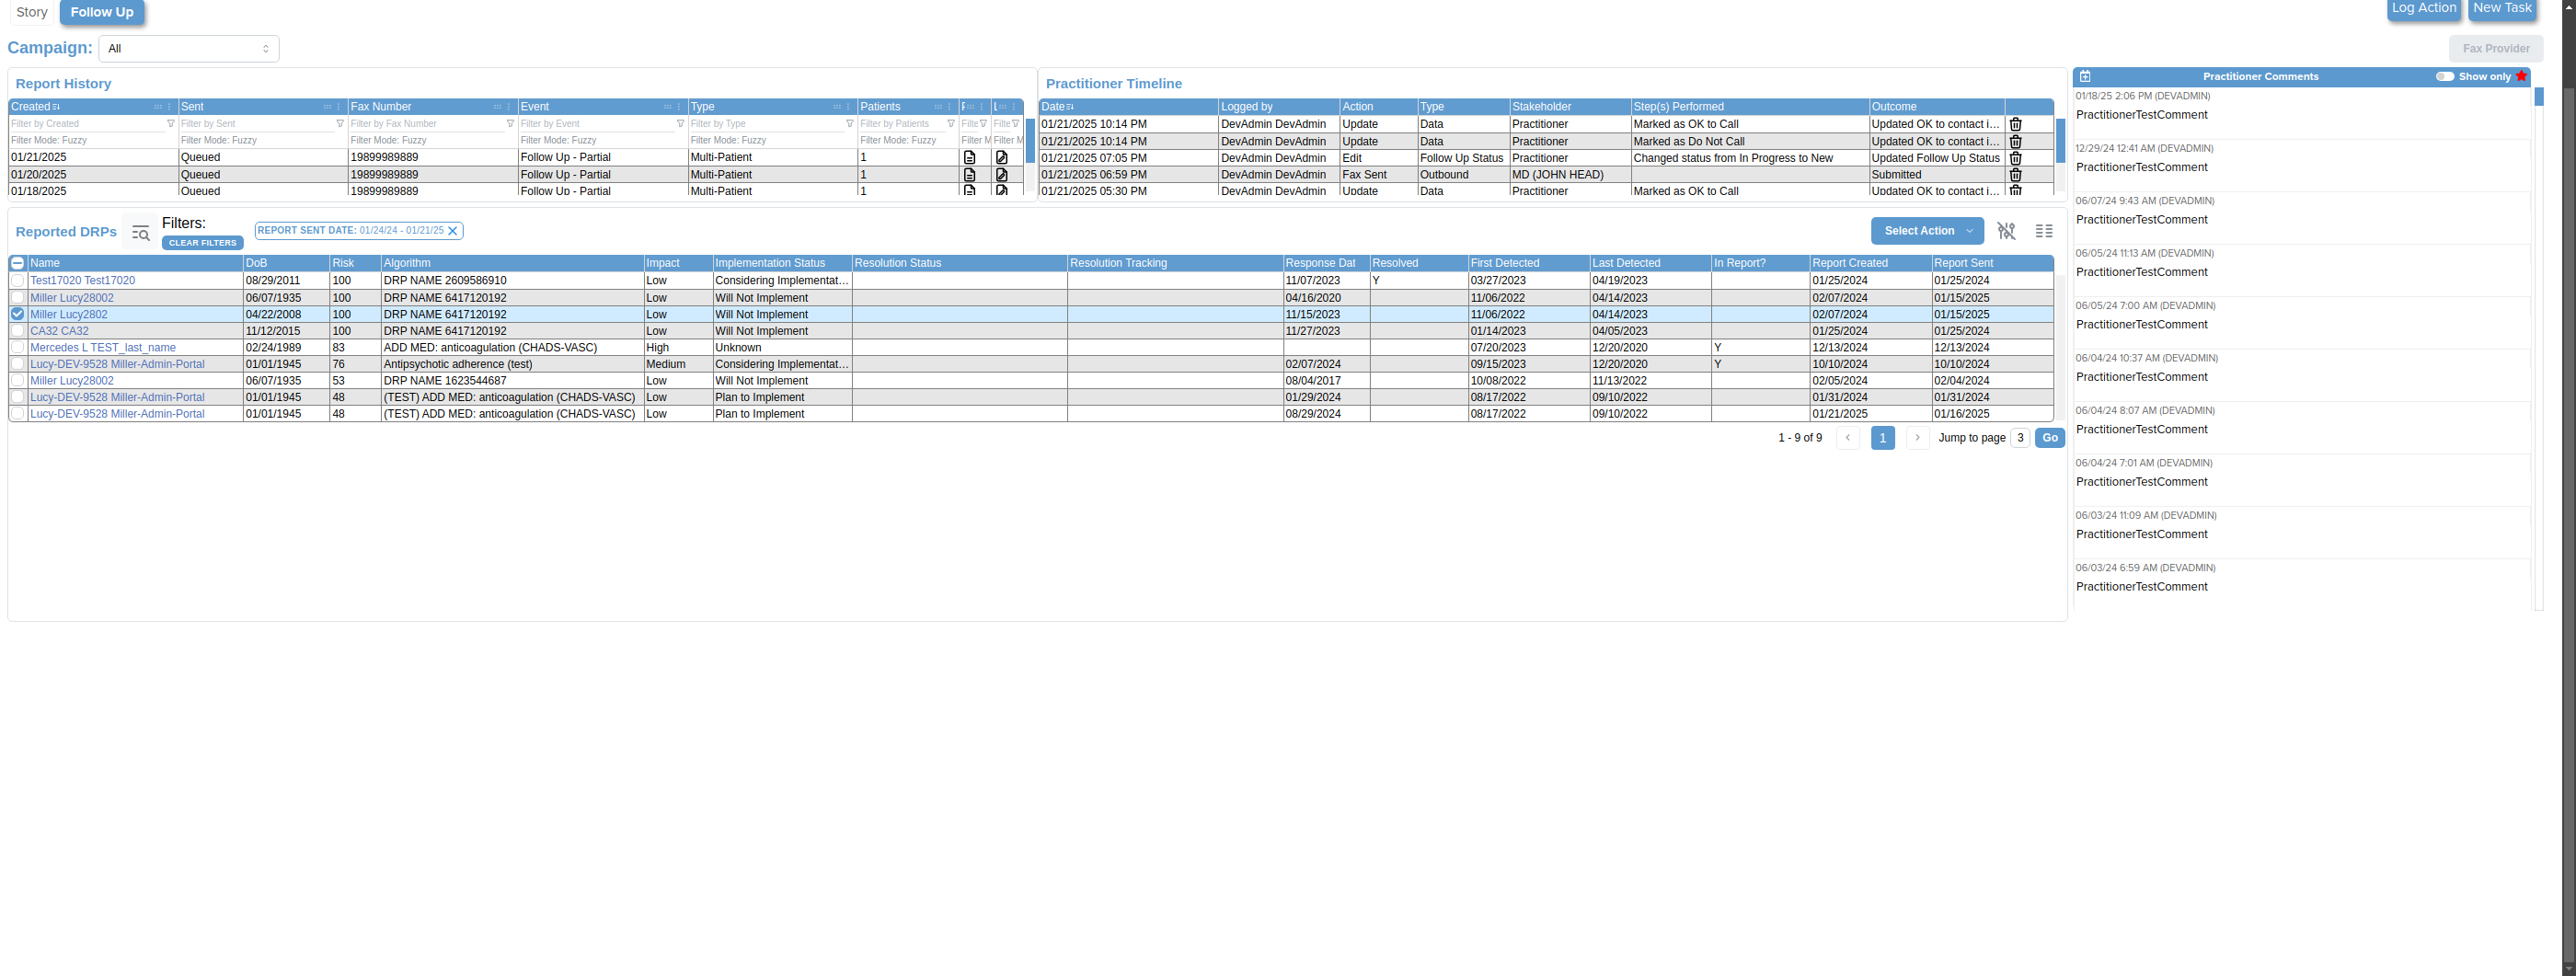 Story Follow Up Log Action New Task
Campaign: All Fax Provider
Report History
Created Sent Fax Number Event Type Patients
Filter by Created Filter by Sent Filter by Fax Number Filter by Event Filter by Type Filter by Patients Filte Filte
Filter Mode: Fuzzy Filter Mode: Fuzzy Filter Mode: Fuzzy Filter Mode: Fuzzy Filter Mode: Fuzzy Filter Mode: Fuzzy Filter M Filter M
01/21/2025 Queued 19899989889 Follow Up - Partial Multi-Patient 1
01/20/2025 Queued 19899989889 Follow Up - Partial Multi-Patient 1
01/18/2025 Queued 19899989889 Follow Up - Partial Multi-Patient 1
Practitioner Timeline
Date Logged by Action Type Stakeholder Step(s) Performed Outcome
01/21/2025 10:14 PM DevAdmin DevAdmin Update Data Practitioner Marked as OK to Call Updated OK to contact i...
01/21/2025 10:14 PM DevAdmin DevAdmin Update Data Practitioner Marked as Do Not Call Updated OK to contact i...
01/21/2025 07:05 PM DevAdmin DevAdmin Edit Follow Up Status Practitioner Changed status from In Progress to New Updated Follow Up Status
01/21/2025 06:59 PM DevAdmin DevAdmin Fax Sent Outbound MD (JOHN HEAD) Submitted
01/21/2025 05:30 PM DevAdmin DevAdmin Update Data Practitioner Marked as OK to Call Updated OK to contact i...
Reported DRPs Filters: CLEAR FILTERS REPORT SENT DATE: 01/24/24 - 01/21/25 Select Action
Name DoB Risk Algorithm Impact Implementation Status Resolution Status Resolution Tracking Response Dat Resolved First Detected Last Detected In Report? Report Created Report Sent
Test17020 Test17020 08/29/2011 100 DRP NAME 2609586910 Low Considering Implementat... 11/07/2023 Y 03/27/2023 04/19/2023 01/25/2024 01/25/2024
Miller Lucy28002 06/07/1935 100 DRP NAME 6417120192 Low Will Not Implement 04/16/2020 11/06/2022 04/14/2023 02/07/2024 01/15/2025
Miller Lucy2802 04/22/2008 100 DRP NAME 6417120192 Low Will Not Implement 11/15/2023 11/06/2022 04/14/2023 02/07/2024 01/15/2025
CA32 CA32 11/12/2015 100 DRP NAME 6417120192 Low Will Not Implement 11/27/2023 01/14/2023 04/05/2023 01/25/2024 01/25/2024
Mercedes L TEST_last_name 02/24/1989 83 ADD MED: anticoagulation (CHADS-VASC) High Unknown 07/20/2023 12/20/2020 Y 12/13/2024 12/13/2024
Lucy-DEV-9528 Miller-Admin-Portal 01/01/1945 76 Antipsychotic adherence (test) Medium Considering Implementat... 02/07/2024 09/15/2023 12/20/2020 Y 10/10/2024 10/10/2024
Miller Lucy28002 06/07/1935 53 DRP NAME 1623544687 Low Will Not Implement 08/04/2017 10/08/2022 11/13/2022 02/05/2024 02/04/2024
Lucy-DEV-9528 Miller-Admin-Portal 01/01/1945 48 (TEST) ADD MED: anticoagulation (CHADS-VASC) Low Plan to Implement 01/29/2024 08/17/2022 09/10/2022 01/31/2024 01/31/2024
Lucy-DEV-9528 Miller-Admin-Portal 01/01/1945 48 (TEST) ADD MED: anticoagulation (CHADS-VASC) Low Plan to Implement 08/29/2024 08/17/2022 09/10/2022 01/21/2025 01/16/2025
1 - 9 of 9 1 Jump to page 3 Go
Practitioner Comments Show only
01/18/25 2:06 PM (DEVADMIN)
PractitionerTestComment
12/29/24 12:41 AM (DEVADMIN)
PractitionerTestComment
06/07/24 9:43 AM (DEVADMIN)
PractitionerTestComment
06/05/24 11:13 AM (DEVADMIN)
PractitionerTestComment
06/05/24 7:00 AM (DEVADMIN)
PractitionerTestComment
06/04/24 10:37 AM (DEVADMIN)
PractitionerTestComment
06/04/24 8:07 AM (DEVADMIN)
PractitionerTestComment
06/04/24 7:01 AM (DEVADMIN)
PractitionerTestComment
06/03/24 11:09 AM (DEVADMIN)
PractitionerTestComment
06/03/24 6:59 AM (DEVADMIN)
PractitionerTestComment